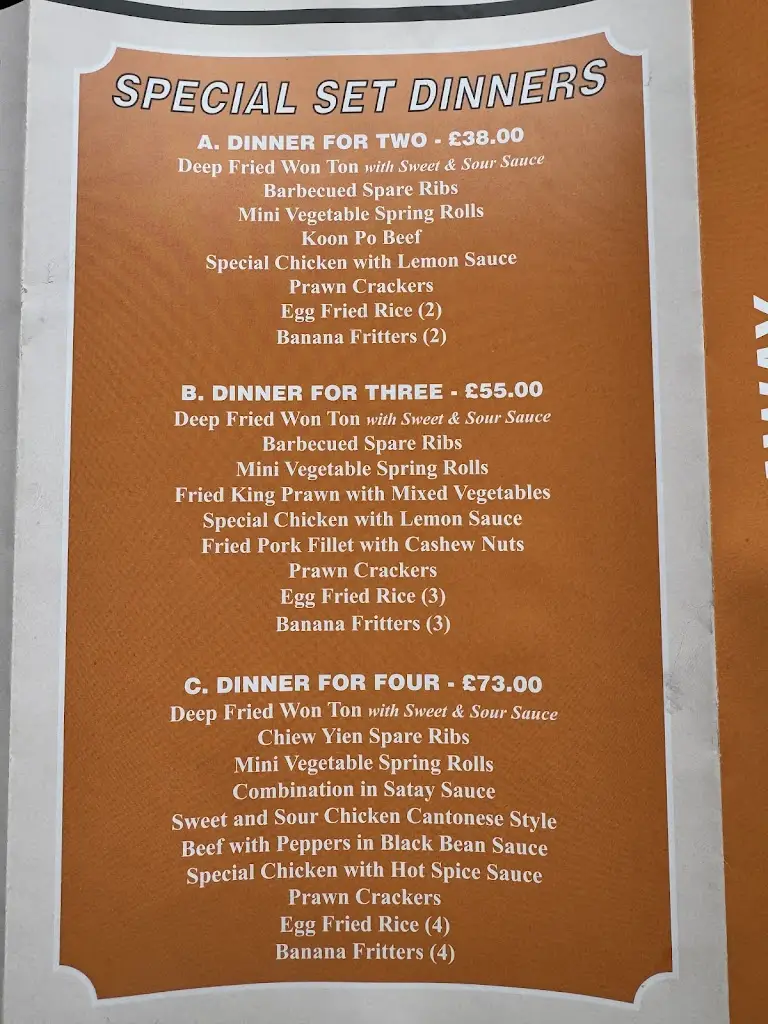 SPECIAL SET DINNERS
A. DINNER FOR TWO - £38.00
Deep Fried Won Ton with Sweet & Sour Sauce
Barbecued Spare Ribs
Mini Vegetable Spring Rolls
Koon Po Beef
Special Chicken with Lemon Sauce
Prawn Crackers
Egg Fried Rice (2)
Banana Fritters (2)
B. DINNER FOR THREE - £55.00
Deep Fried Won Ton with Sweet & Sour Sauce
Barbecued Spare Ribs
Mini Vegetable Spring Rolls
Fried King Prawn with Mixed Vegetables
Special Chicken with Lemon Sauce
Fried Pork Fillet with Cashew Nuts
Prawn Crackers
Egg Fried Rice (3)
Banana Fritters (3)
C. DINNER FOR FOUR - £73.00
Deep Fried Won Ton with Sweet & Sour Sauce
Chiew Yien Spare Ribs
Mini Vegetable Spring Rolls
Combination in Satay Sauce
Sweet and Sour Chicken Cantonese Style
Beef with Peppers in Black Bean Sauce
Special Chicken with Hot Spice Sauce
Prawn Crackers
Egg Fried Rice (4)
Banana Fritters (4)